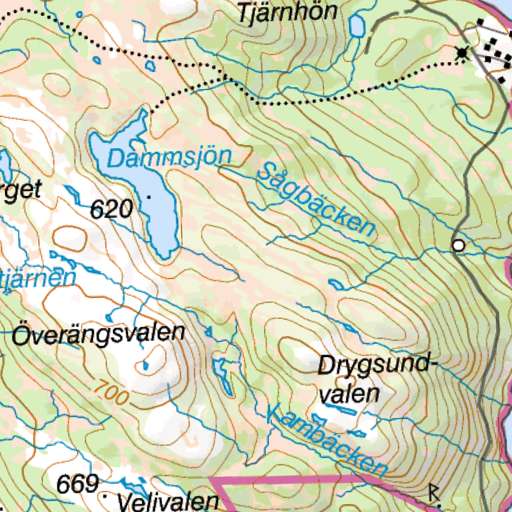 Tjärnhön
Dammsjön
Sågbäcken
rget
620
tjärnen
Överängsvalen
Drygsund-
valen
700
Lambäcken
669
Velivalen
R